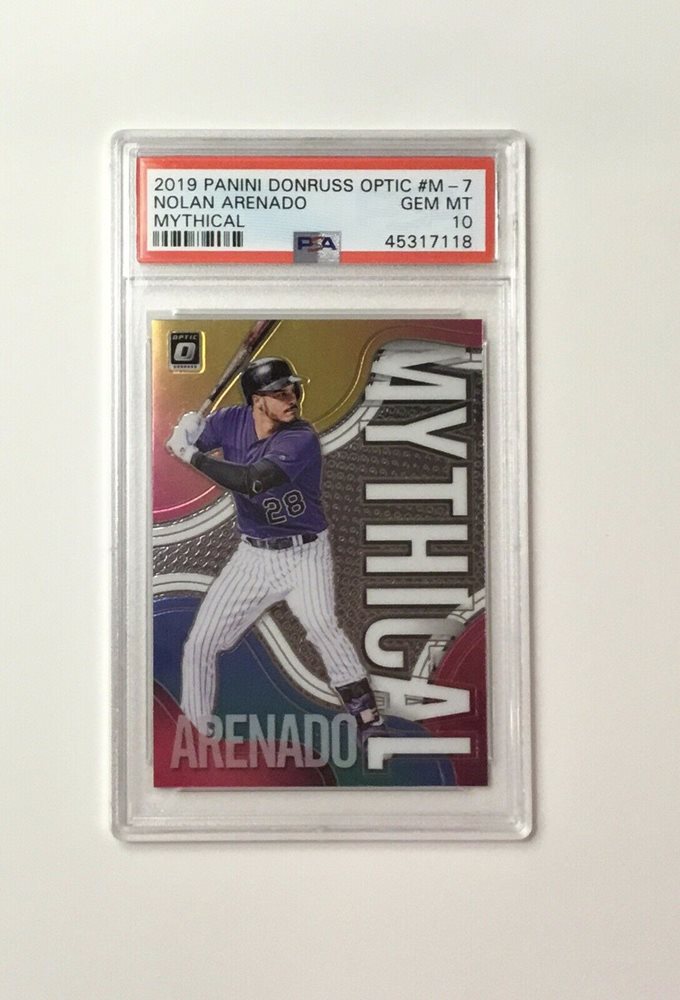 2019 PANINI DONRUSS OPTIC #M-7
NOLAN ARENADO GEM MT
MYTHICAL 10
PSA 45317118
OPTIC
D
DONRUSS
28
MYTHICAL
ARENADO